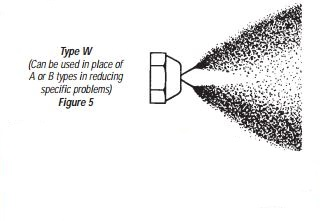 Type W
(Can be used in place of
A or B types in reducing
specific problems)
Figure 5